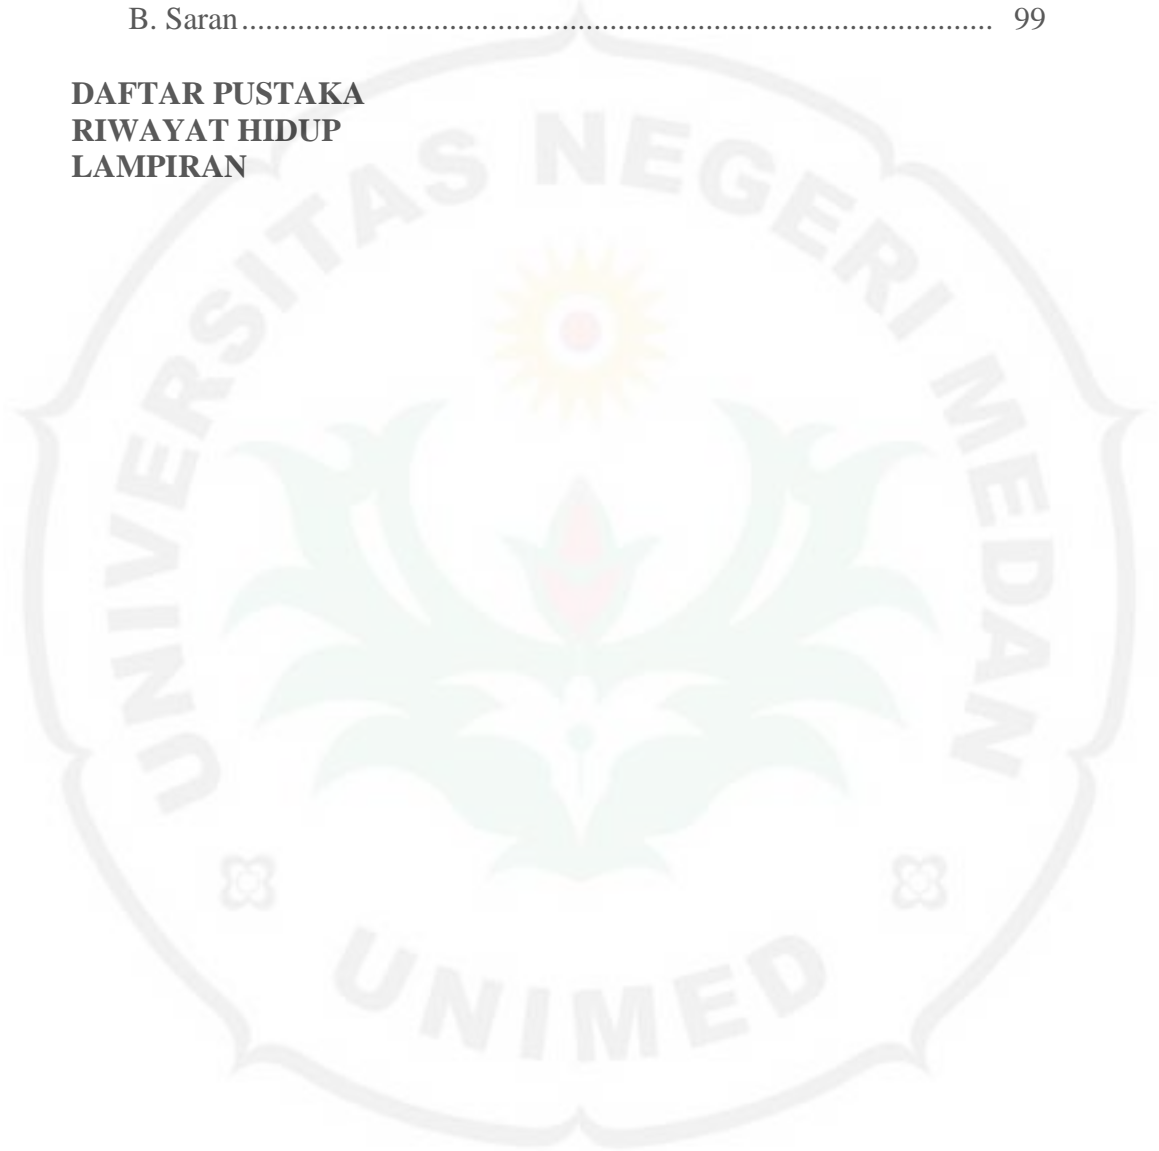 B. Saran.............................................................................................. 99
DAFTAR PUSTAKA
RIWAYAT HIDUP
LAMPIRAN
UNIVERSITAS NEGERI MEDAN
UNIMED